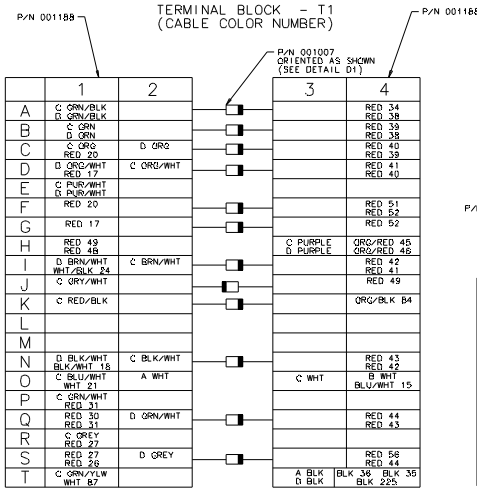 TERMINAL BLOCK - T1
(CABLE COLOR NUMBER)
P/N 001188
P/N 001188
P/N 001007
ORIENTED AS SHOWN
(SEE DETAIL D1)
1 2 3 4
A C GRN/BLK RED 34
D GRN/BLK RED 38
B C GRN RED 39
D GRN RED 38
C C ORG D ORG RED 40
RED 20 RED 39
D D ORG/WHT C ORG/WHT RED 41
RED 17 RED 40
E C PUR/WHT
D PUR/WHT
F RED 20 RED 51
RED 52
G RED 17 RED 52
H RED 49 C PURPLE ORG/RED 45
RED 48 D PURPLE ORG/RED 46
I D BRN/WHT C BRN/WHT RED 42
WHT/BLK 24 RED 41
J C GRY/WHT RED 49
K C RED/BLK ORG/BLK 84
L
M
N D BLK/WHT C BLK/WHT RED 43
BLK/WHT 18 RED 42
O C BLU/WHT A WHT C WHT B WHT
WHT 21 BLU/WHT 15
P C GRN/WHT
RED 31
Q RED 30 D GRN/WHT RED 44
RED 31 RED 43
R C GREY
RED 27
S RED 27 D GREY RED 56
RED 26 RED 44
T C GRN/YLW A BLK BLK 36 BLK 35
WHT 87 D BLK BLK 225